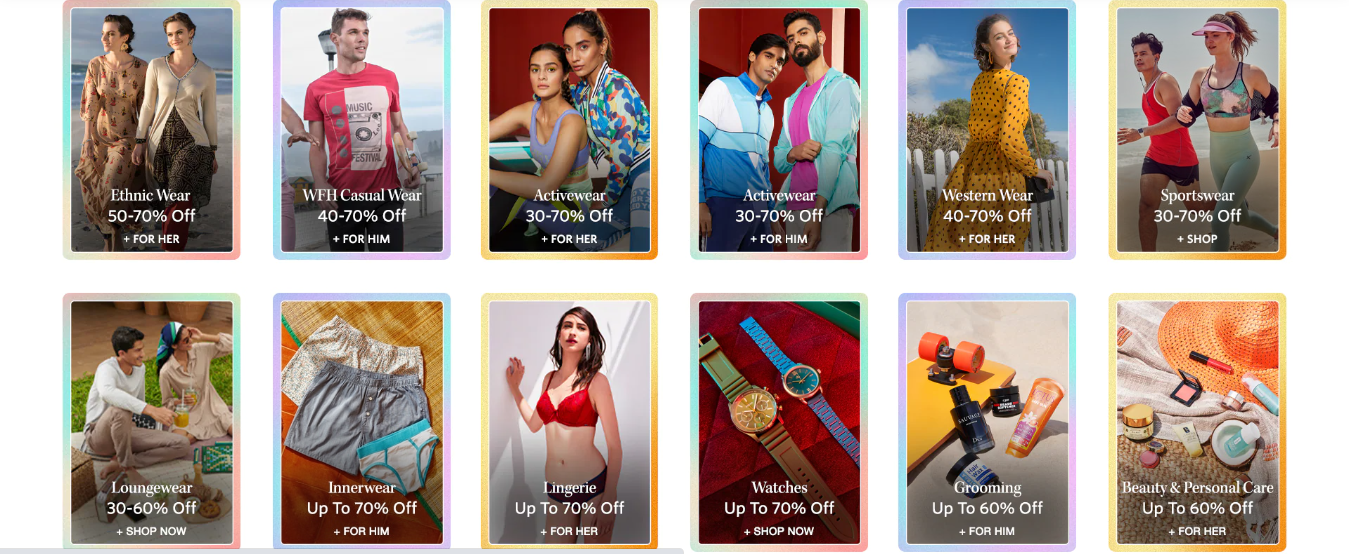 MUSIC
FESTIVAL
Ethnic Wear
50-70% Off
+ FOR HER
WFH Casual Wear
40-70% Off
+ FOR HIM
Activewear
30-70% Off
+ FOR HER
Activewear
30-70% Off
+ FOR HIM
Western Wear
40-70% Off
+ FOR HER
Sportswear
30-70% Off
+ SHOP
SAUVAGE
Loungewear
30-60% Off
+ SHOP NOW
Innerwear
Up To 70% Off
+ FOR HIM
Lingerie
Up To 70% Off
+ FOR HER
Watches
Up To 70% Off
+ SHOP NOW
Grooming
Up To 60% Off
+ FOR HIM
Beauty & Personal Care
Up To 60% Off
+ FOR HER